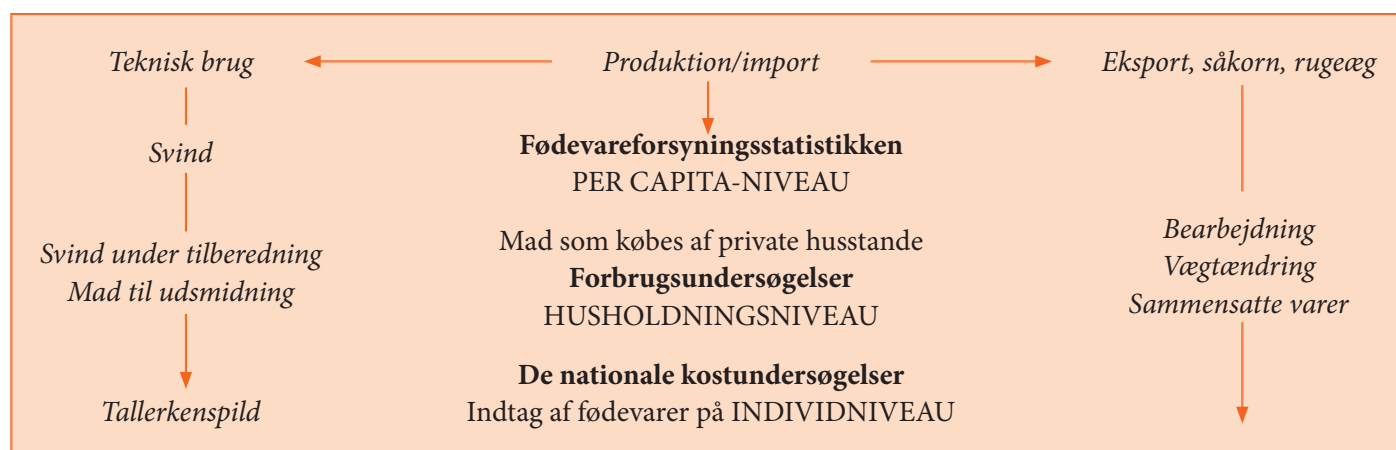 Teknisk brug
Produktion/import
Eksport, såkorn, rugeæg
Svind
Fødevareforsyningsstatistikken
PER CAPITA-NIVEAU
Svind under tilberedning
Mad til udsmidning
Mad som købes af private husstande
Forbrugsundersøgelser
HUSHOLDNINGSNIVEAU
Bearbejdning
Vægtændring
Sammensatte varer
Tallerkenspild
De nationale kostundersøgelser
Indtag af fødevarer på INDIVIDNIVEAU